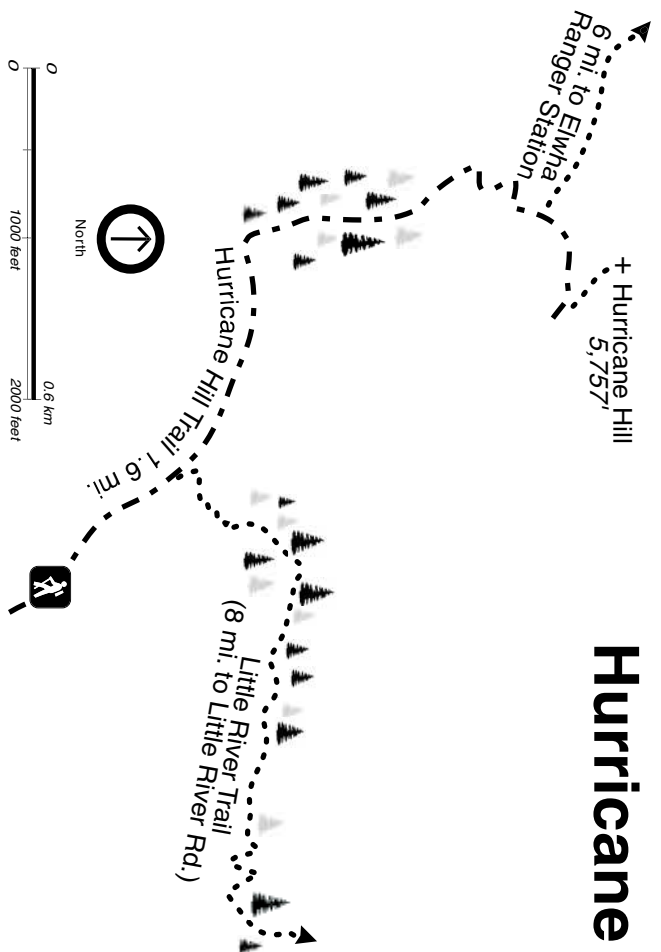 Hurricane
6 mi. to Elwha
Ranger Station
+ Hurricane Hill
5,757'
Hurricane Hill Trail 1.6 mi.
Little River Trail
(8 mi. to Little River Rd.)
North
0 0.6 km
0 1000 feet 2000 feet